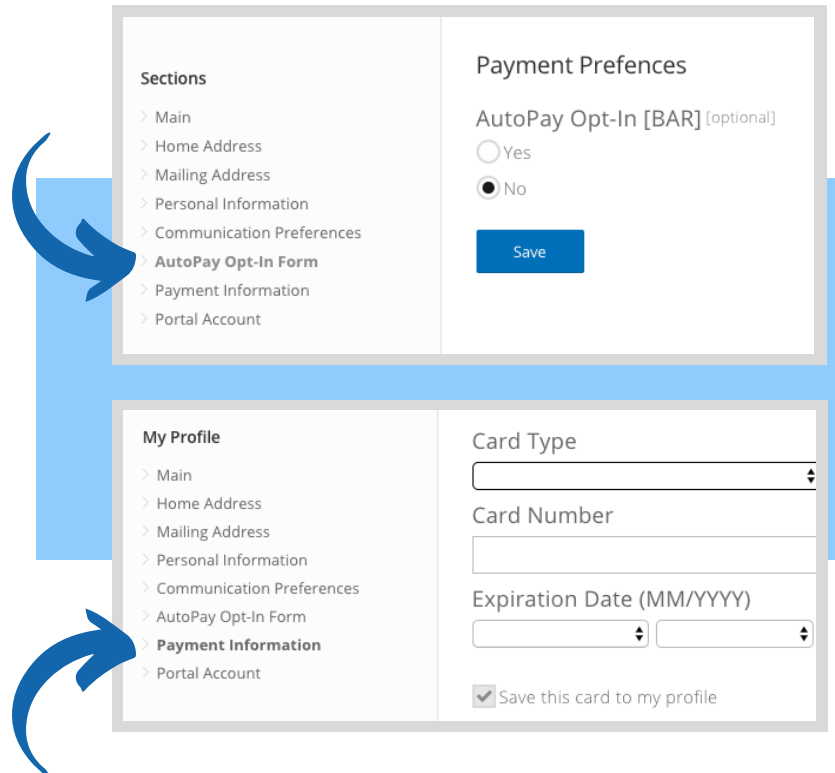 Sections
Main
Home Address
Mailing Address
Personal Information
Communication Preferences
AutoPay Opt-In Form
Payment Information
Portal Account
Payment Prefences
AutoPay Opt-In [BAR] [optional]
Yes
No
Save
My Profile
Main
Home Address
Mailing Address
Personal Information
Communication Preferences
AutoPay Opt-In Form
Payment Information
Portal Account
Card Type
Card Number
Expiration Date (MM/YYYY)
Save this card to my profile